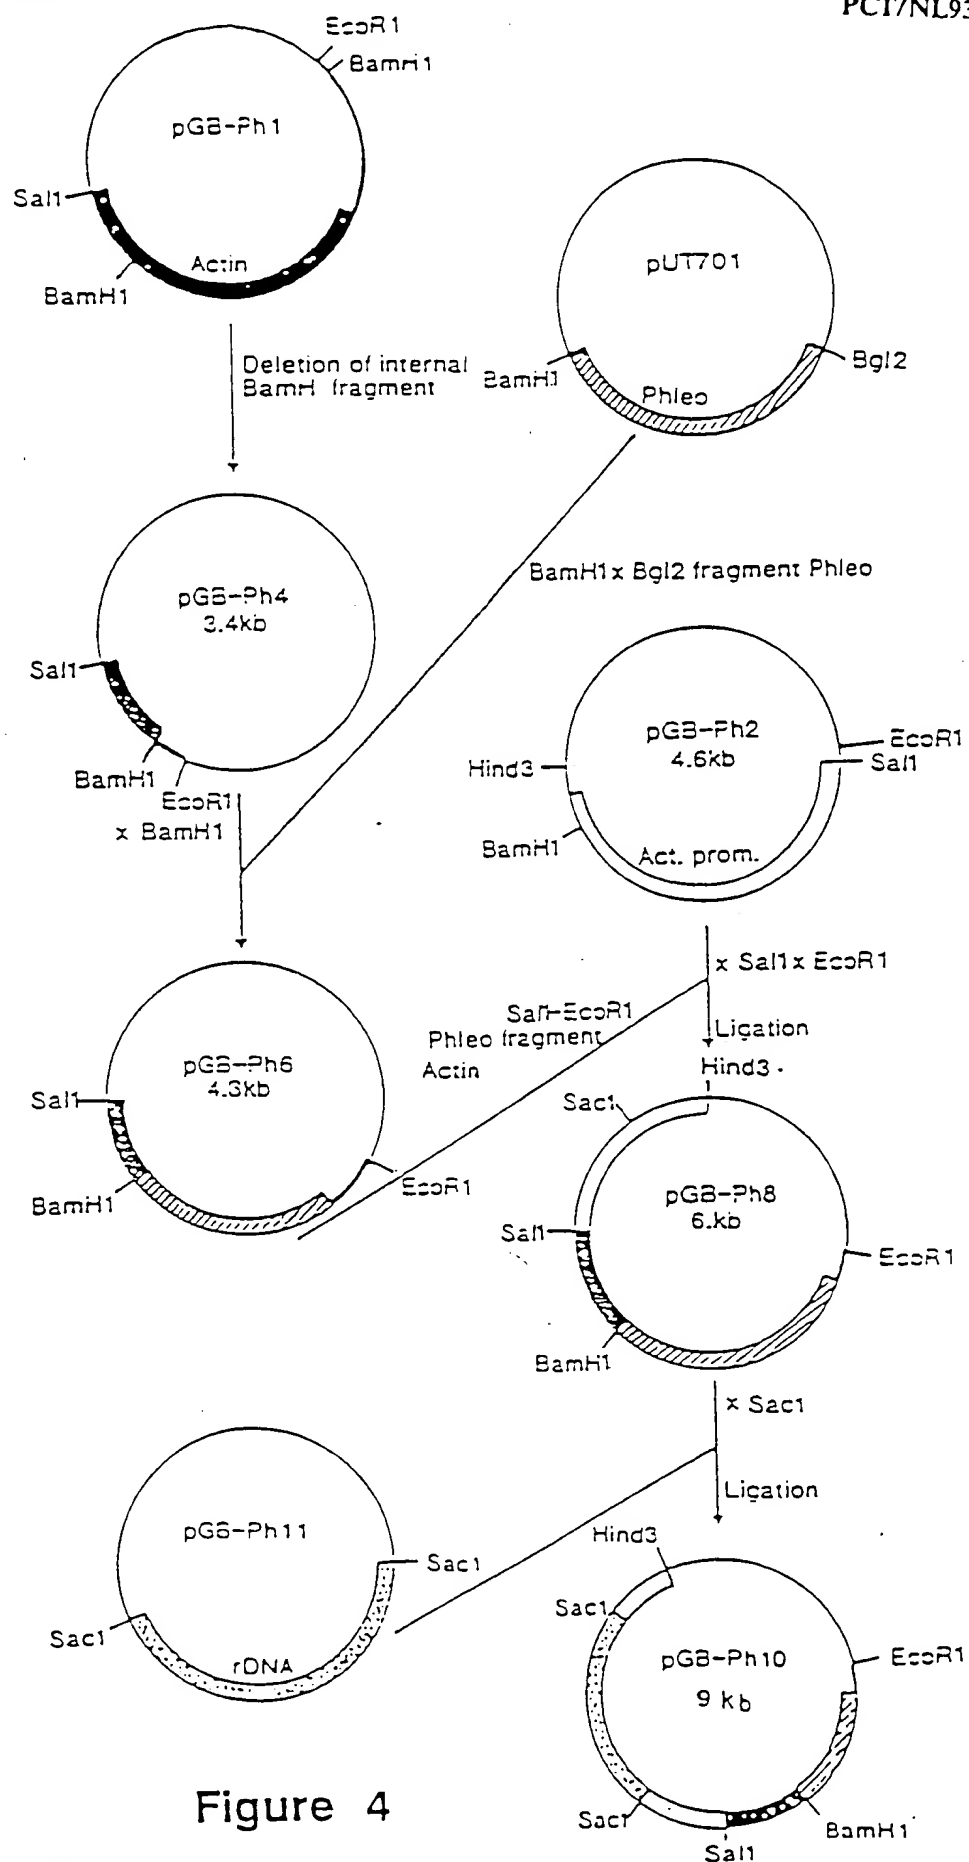 PCT/NL93
EcoR1
BamH1
pGB-Ph1
Sal1
Actin
BamH1
pUT701
Deletion of internal
BamH fragment
BamH1
Bgl2
Phleo
pGB-Ph4
3.4kb
BamH1 x Bgl2 fragment Phleo
Sal1
BamH1
EcoR1
x BamH1
pGB-Ph2
4.6kb
EcoR1
Sal1
Hind3
BamH1
Act. prom.
x Sal1 x EcoR1
Sal1-EcoR1
Phleo fragment
Actin
Ligation
pGB-Ph6
4.3kb
Sal1
BamH1
EcoR1
Hind3
Sac1
pGB-Ph8
6.kb
Sal1
EcoR1
BamH1
x Sac1
Ligation
pGB-Ph11
Sac1
Sac1
rDNA
Hind3
Sac1
EcoR1
pGB-Ph10
9 kb
Sac1
BamH1
Sal1
Figure 4